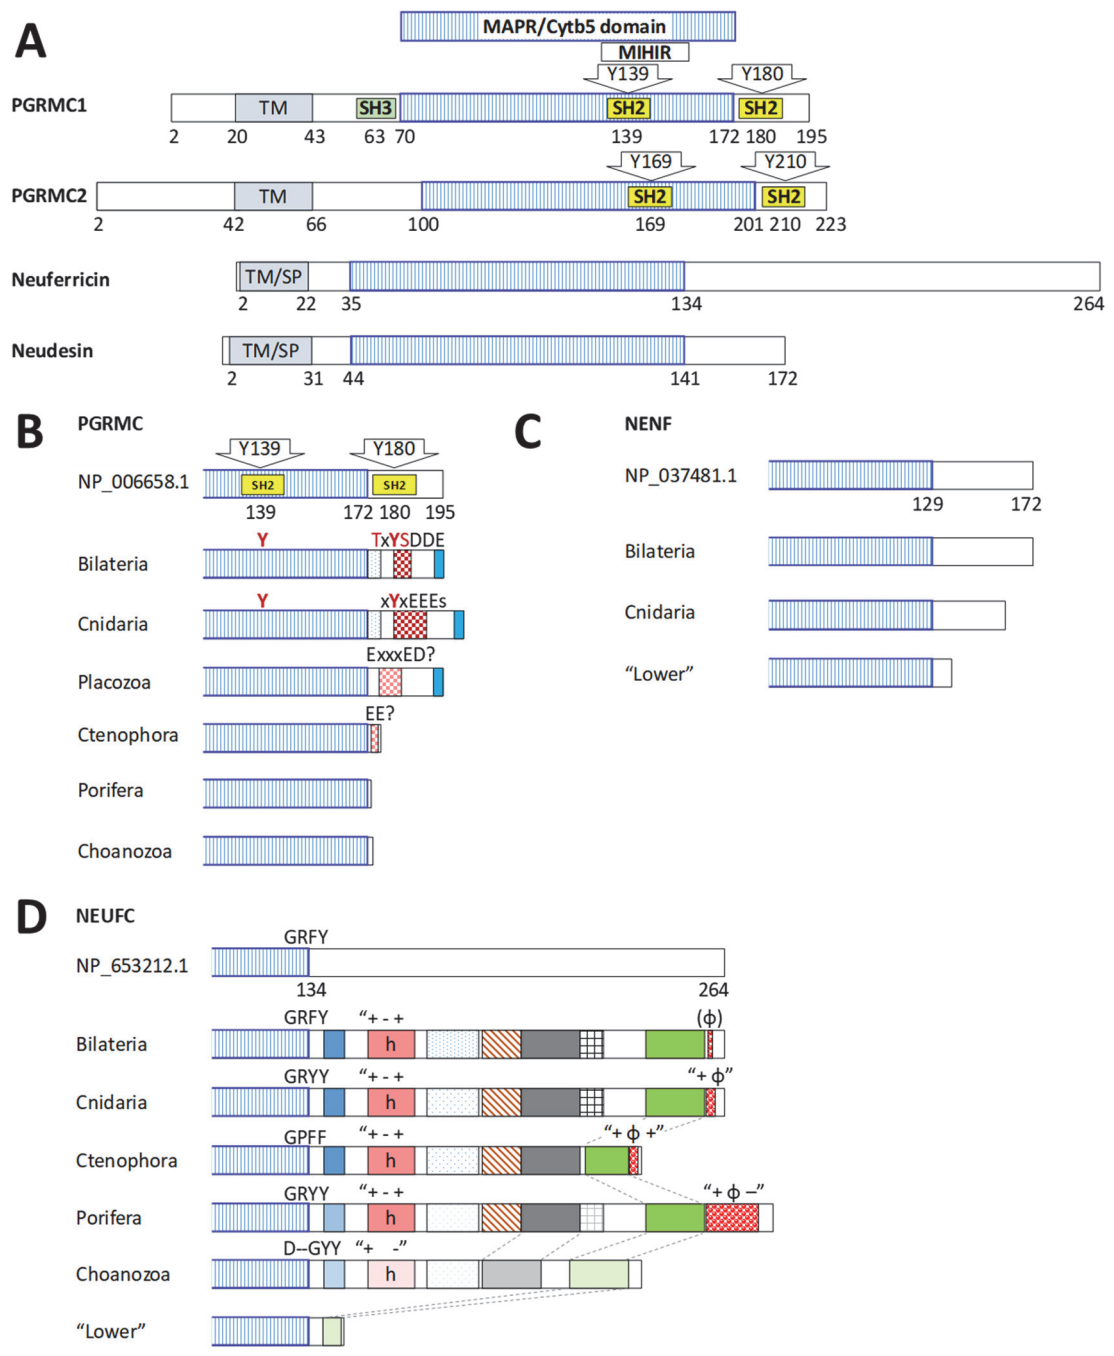 A
MAPR/Cytb5 domain
MIHIR
Y139 Y180
PGRMC1 TM SH3 SH2 SH2
2 20 43 63 70 139 172 180 195
Y169 Y210
PGRMC2 TM SH2 SH2
2 42 66 100 169 201 210 223
Neuferricin TM/SP
2 22 35 134 264
Neudesin TM/SP
2 31 44 141 172
B PGRMC
Y139 Y180
NP_006658.1 SH2 SH2
139 172 180 195
Y TxYSDDE
Bilateria
Y xYxEEEs
Cnidaria
ExxxED?
Placozoa
EE?
Ctenophora
Porifera
Choanozoa
C NENF
NP_037481.1
129 172
Bilateria
Cnidaria
“Lower”
D NEUFC
GRFY
NP_653212.1
134 264
GRFY “+ - + (ϕ)
Bilateria h
GRYY “+ - + “+ ϕ”
Cnidaria h
GPFF “+ - + “+ ϕ +”
Ctenophora h
GRYY “+ - + “+ ϕ –”
Porifera h
D--GYY “+ -”
Choanozoa h
“Lower”